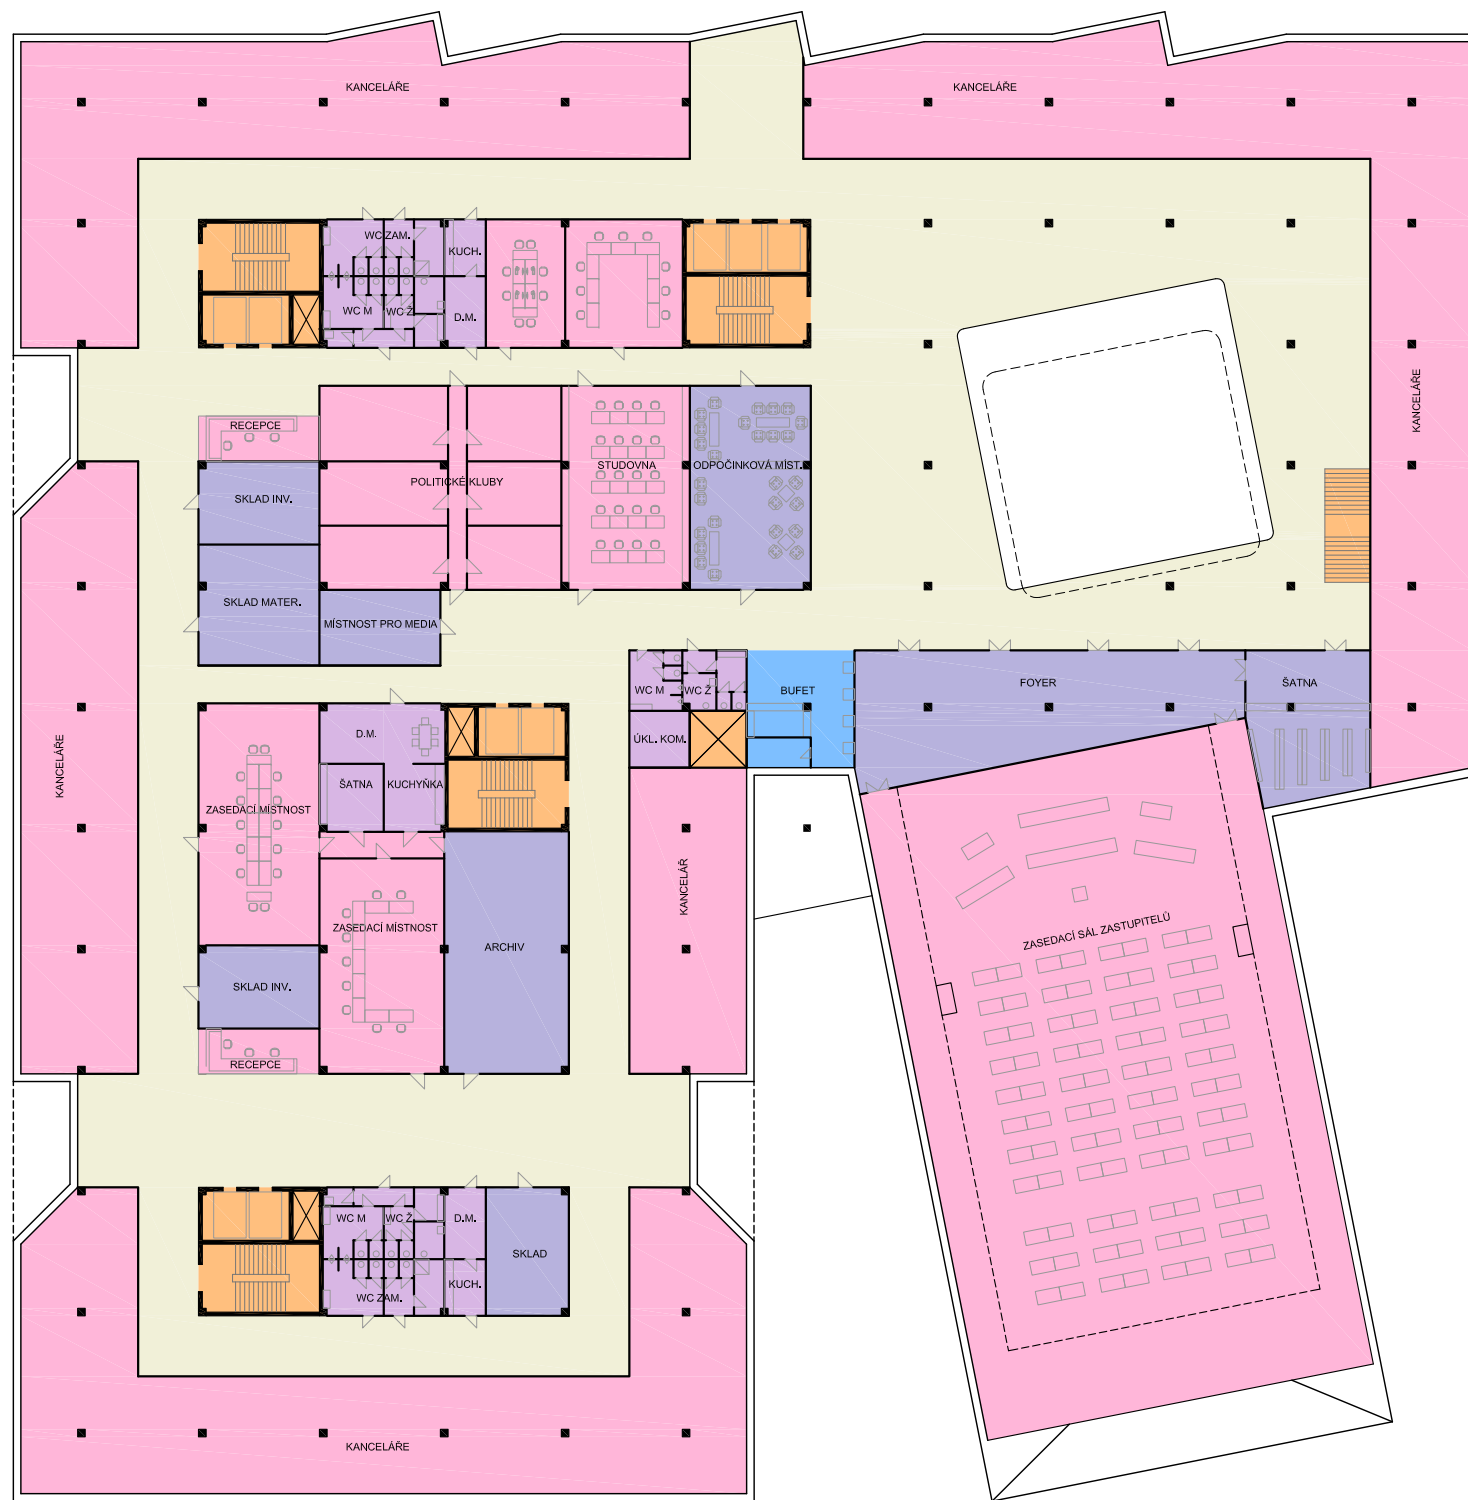 KANCELÁŘE
KANCELÁŘE
WC ZAM.
KUCH.
WC M
WC Ž
D.M.
KANCELÁŘE
RECEPCE
SKLAD INV.
POLITICKÉ KLUBY
STUDOVNA
ODPOČINKOVÁ MÍST.
SKLAD MATER.
MÍSTNOST PRO MEDIA
WC M
WC Ž
BUFET
FOYER
ŠATNA
ÚKL. KOM.
D.M.
KANCELÁŘE
ŠATNA
KUCHYŇKA
ZASEDACÍ MÍSTNOST
KANCELÁŘ
ZASEDACÍ MÍSTNOST
ARCHIV
ZASEDACÍ SÁL ZASTUPITELŮ
SKLAD INV.
RECEPCE
WC M
WC Ž
D.M.
SKLAD
WC ZAM.
KUCH.
KANCELÁŘE